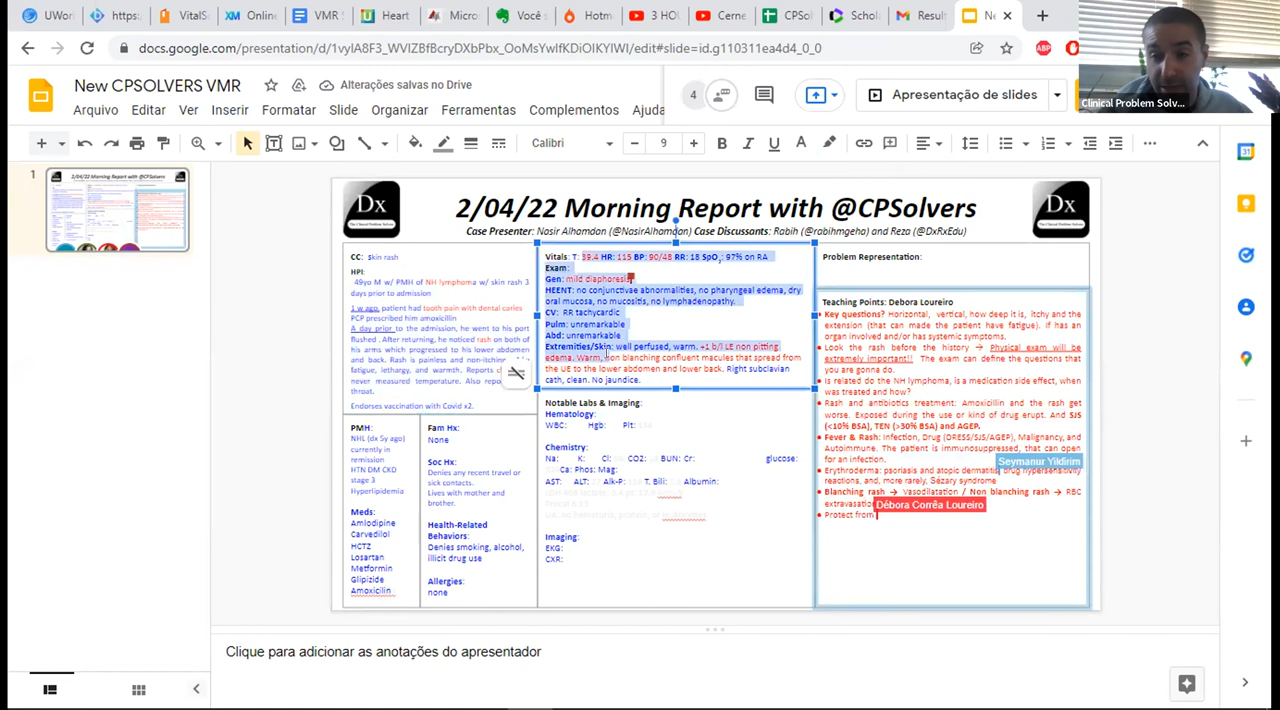 UWor
https:
VitalSo
Online
VMR S
Heart
Micro
Você s
Hotm
3 HOU
Cerne
CPSol
Schola
Result
Ne
docs.google.com/presentation/d/
edit#slide=id.g110311ea4d4_0_0
ABP
New CPSOLVERS VMR
Alterações salvas no Drive
Arquivo Editar Ver Inserir Formatar Slide Organizar Ferramentas Complementos Ajuda
4
Apresentação de slides
Clinical Problem Solv...
Calibri
9
1
Dx
The Clinical Problem Solvers
2/04/22 Morning Report with @CPSolvers
Case Presenter: Nasir Alhamdan (@NasirAlhamdan) Case Discussants: Rabih (@rabihmgeha) and Reza (@DxRxEdu)
Dx
The Clinical Problem Solvers
CC: Skin rash
HPI:
49yo M w/ PMH of NH lymphoma w/ skin rash 3
days prior to admission
1 w ago patient had tooth pain with dental caries
PCP prescribed him amoxicillin
A day prior to the admission, he went to his port
flushed . After returning, he noticed rash on both of
his arms which progressed to his lower abdomen
and back. Rash is painless and non-itching
fatigue, lethargy, and warmth. Reports
never measured temperature. Also repor
throat.
Endorses vaccination with Covid x2.
PMH:
NHL (dx 5y ago)
currently in
remission
HTN DM CKD
stage 3
Hyperlipidemia
Meds:
Amlodipine
Carvedilol
HCTZ
Losartan
Metformin
Glipizide
Amoxicilin
Fam Hx:
None
Soc Hx:
Denies any recent travel or
sick contacts.
Lives with mother and
brother.
Health-Related
Behaviors:
Denies smoking, alcohol,
illicit drug use
Allergies:
none
Vitals: T: 39.4 HR: 115 BP: 90/48 RR: 18 SpO2: 97% on RA
Exam:
Gen: mild diaphoresis
HEENT: no conjunctivae abnormalities, no pharyngeal edema, dry
oral mucosa, no mucositis, no lymphadenopathy.
CV: RR tachycardic
Pulm: unremarkable
Abd: unremarkable
Extremities/Skin: well perfused, warm. +1 b/l LE non pitting
edema. Warm, non blanching confluent macules that spread from
the UE to the lower abdomen and lower back. Right subclavian
cath, clean. No jaundice.
Notable Labs & Imaging:
Hematology:
WBC: Hgb: Plt:
Chemistry:
Na: K: Cl: CO2: BUN: Cr: glucose:
Ca: Phos: Mag:
AST: ALT: Alk-P: T. Bili: Albumin:
Imaging:
EKG:
CXR:
Problem Representation:
Teaching Points: Debora Loureiro
Key questions? Horizontal, vertical, how deep it is, itchy and the
extension (that can made the patient have fatigue). If has an
organ involved and/or has systemic symptoms.
Look the rash before the history → Physical exam will be
extremely important!! The exam can define the questions that
you are gonna do.
Is related do the NH lymphoma, is a medication side effect, when
was treated and how?
Rash and antibiotics treatment: Amoxicillin and the rash get
worse. Exposed during the use or kind of drug erupt. And SJS
(<10% BSA), TEN (>30% BSA) and AGEP.
Fever & Rash: Infection, Drug (DRESS/SJS/AGEP), Malignancy, and
Autoimmune. The patient is immunosuppressed, that can open
for an infection.
Seymanur Yildirim
Erythroderma: psoriasis and atopic dermatitis, drug hypersensitivity
reactions, and, more rarely, Sézary syndrome
Blanching rash → Vasodilatation / Non blanching rash → RBC
extravasation
Débora Corrêa Loureiro
Protect from
Clique para adicionar as anotações do apresentador
31